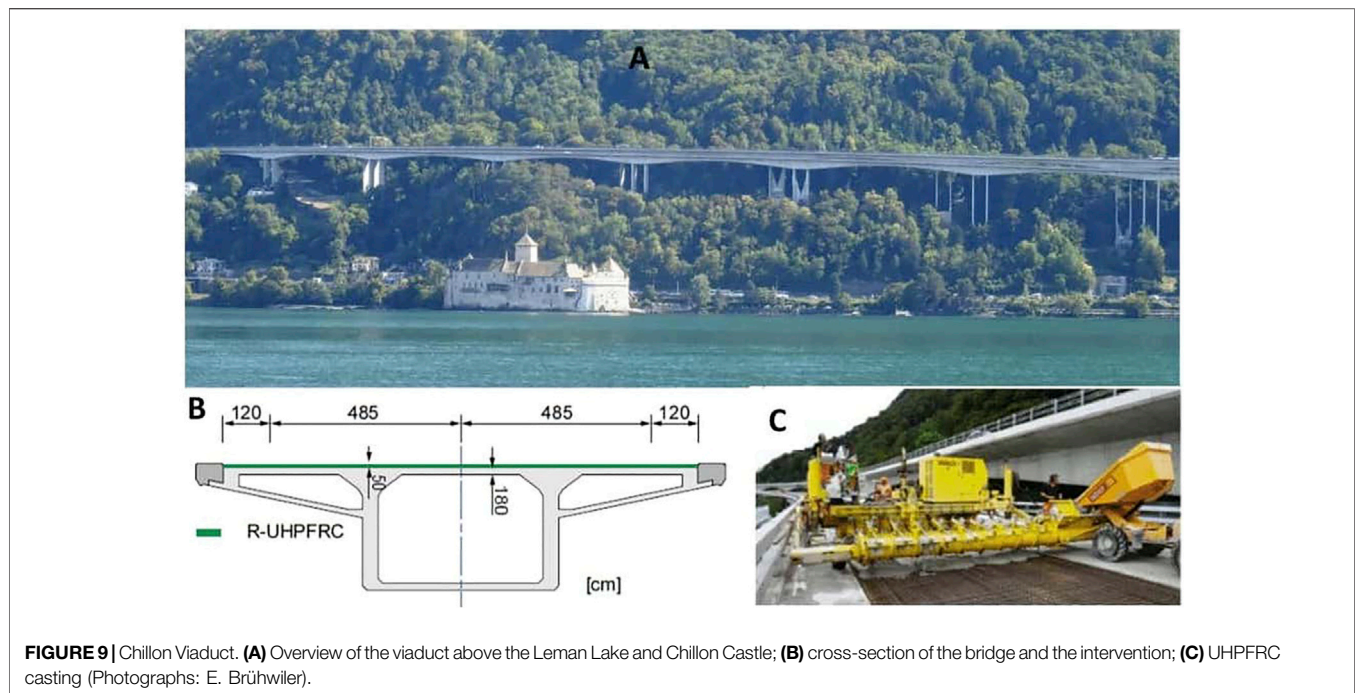 A
B
120 485 485 120
50
180
R-UHPFRC
[cm]
C
FIGURE 9 | Chillon Viaduct. (A) Overview of the viaduct above the Leman Lake and Chillon Castle; (B) cross-section of the bridge and the intervention; (C) UHPFRC
casting (Photographs: E. Brühwiler).